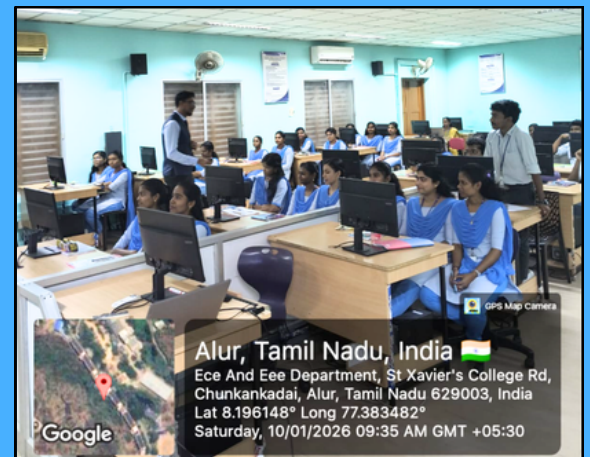 GPS Map Camera
Alur, Tamil Nadu, India 🇮🇳
Ece And Eee Department, St Xavier's College Rd,
Chunkankadai, Alur, Tamil Nadu 629003, India
Lat 8.196148° Long 77.383482°
Saturday, 10/01/2026 09:35 AM GMT +05:30
Google